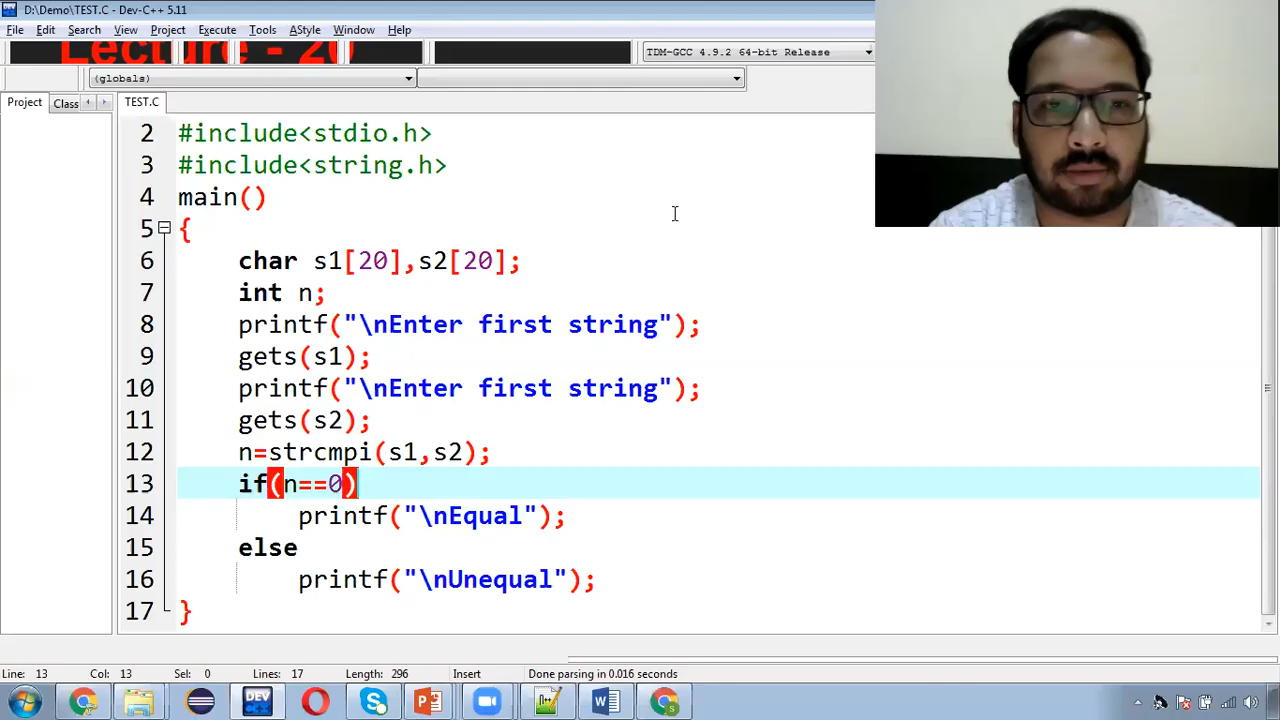 D:\Demo\TEST.C - Dev-C++ 5.11
File Edit Search View Project Execute Tools AStyle Window Help
Lecture - 20
TDM-GCC 4.9.2 64-bit Release
(globals)
Project Class TEST.C
2 #include<stdio.h>
3 #include<string.h>
4 main()
5 {
6 char s1[20],s2[20];
7 int n;
8 printf("\nEnter first string");
9 gets(s1);
10 printf("\nEnter first string");
11 gets(s2);
12 n=strcmpi(s1,s2);
13 if(n==0)
14 printf("\nEqual");
15 else
16 printf("\nUnequal");
17 }
Line: 13 Col: 13 Sel: 0 Lines: 17 Length: 296 Insert Done parsing in 0.016 seconds
DEV